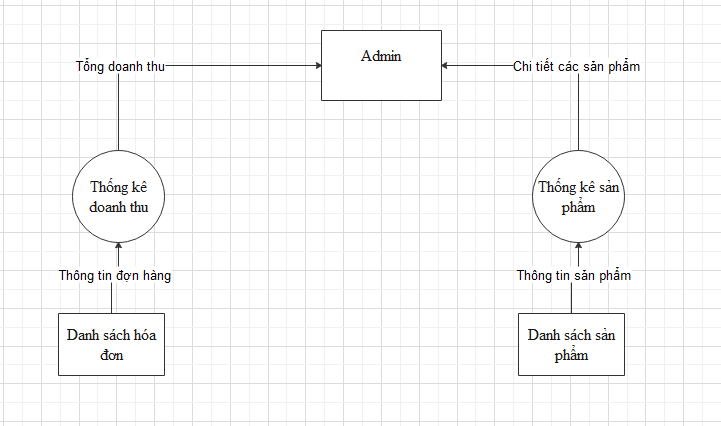 Admin
Tổng doanh thu
Chi tiết các sản phẩm
Thống kê
doanh thu
Thống kê sản
phẩm
Thông tin đơn hàng
Thông tin sản phẩm
Danh sách hóa
đơn
Danh sách sản
phẩm